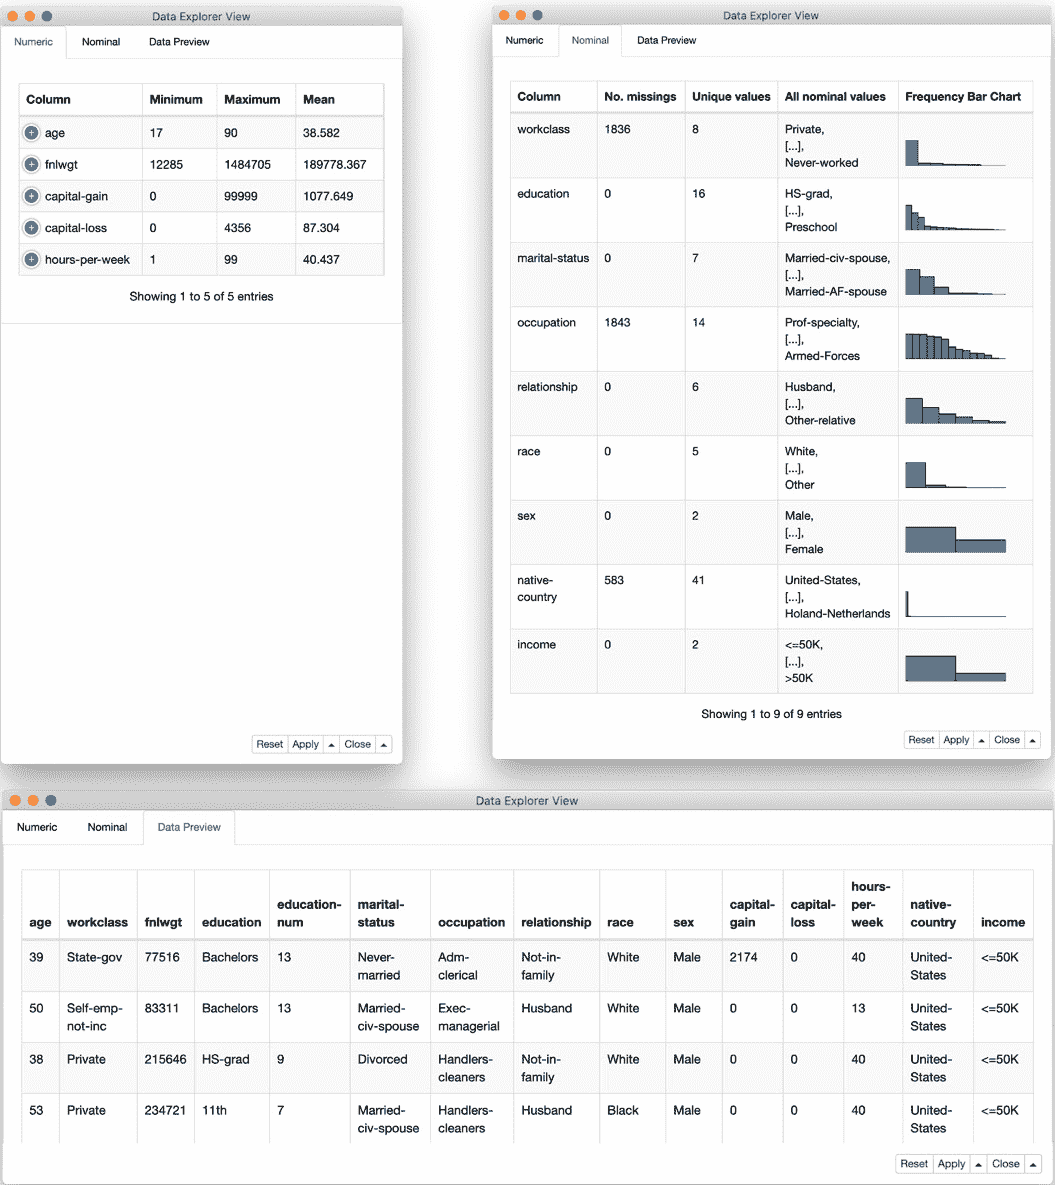 Data Explorer View
Numeric Nominal Data Preview
Column Minimum Maximum Mean
age 17 90 38.582
fnlwgt 12285 1484705 189778.367
capital-gain 0 99999 1077.649
capital-loss 0 4356 87.304
hours-per-week 1 99 40.437
Showing 1 to 5 of 5 entries
Reset Apply Close
Data Explorer View
Numeric Nominal Data Preview
Column No. missings Unique values All nominal values Frequency Bar Chart
workclass 1836 8 Private,
[...],
Never-worked
education 0 16 HS-grad,
[...],
Preschool
marital-status 0 7 Married-civ-spouse,
[...],
Married-AF-spouse
occupation 1843 14 Prof-specialty,
[...],
Armed-Forces
relationship 0 6 Husband,
[...],
Other-relative
race 0 5 White,
[...],
Other
sex 0 2 Male,
[...],
Female
native- 583 41 United-States,
country [...],
Holand-Netherlands
income 0 2 <=50K,
[...],
>50K
Showing 1 to 9 of 9 entries
Reset Apply Close
Data Explorer View
Numeric Nominal Data Preview
hours-
education- marital- capital- capital- per- native-
age workclass fnlwgt education num status occupation relationship race sex gain loss week country income
39 State-gov 77516 Bachelors 13 Never- Adm- Not-in- White Male 2174 0 40 United- <=50K
married clerical family States
50 Self-emp- 83311 Bachelors 13 Married- Exec- Husband White Male 0 0 13 United- <=50K
not-inc civ-spouse managerial States
38 Private 215646 HS-grad 9 Divorced Handlers- Not-in- White Male 0 0 40 United- <=50K
cleaners family States
53 Private 234721 11th 7 Married- Handlers- Husband Black Male 0 0 40 United- <=50K
civ-spouse cleaners States
Reset Apply Close